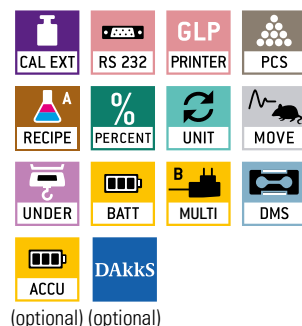 GLP
CAL EXT RS 232 PRINTER PCS
A %
RECIPE PERCENT UNIT MOVE
B
UNDER BATT MULTI DMS
DAkkS
ACCU
(optional) (optional)